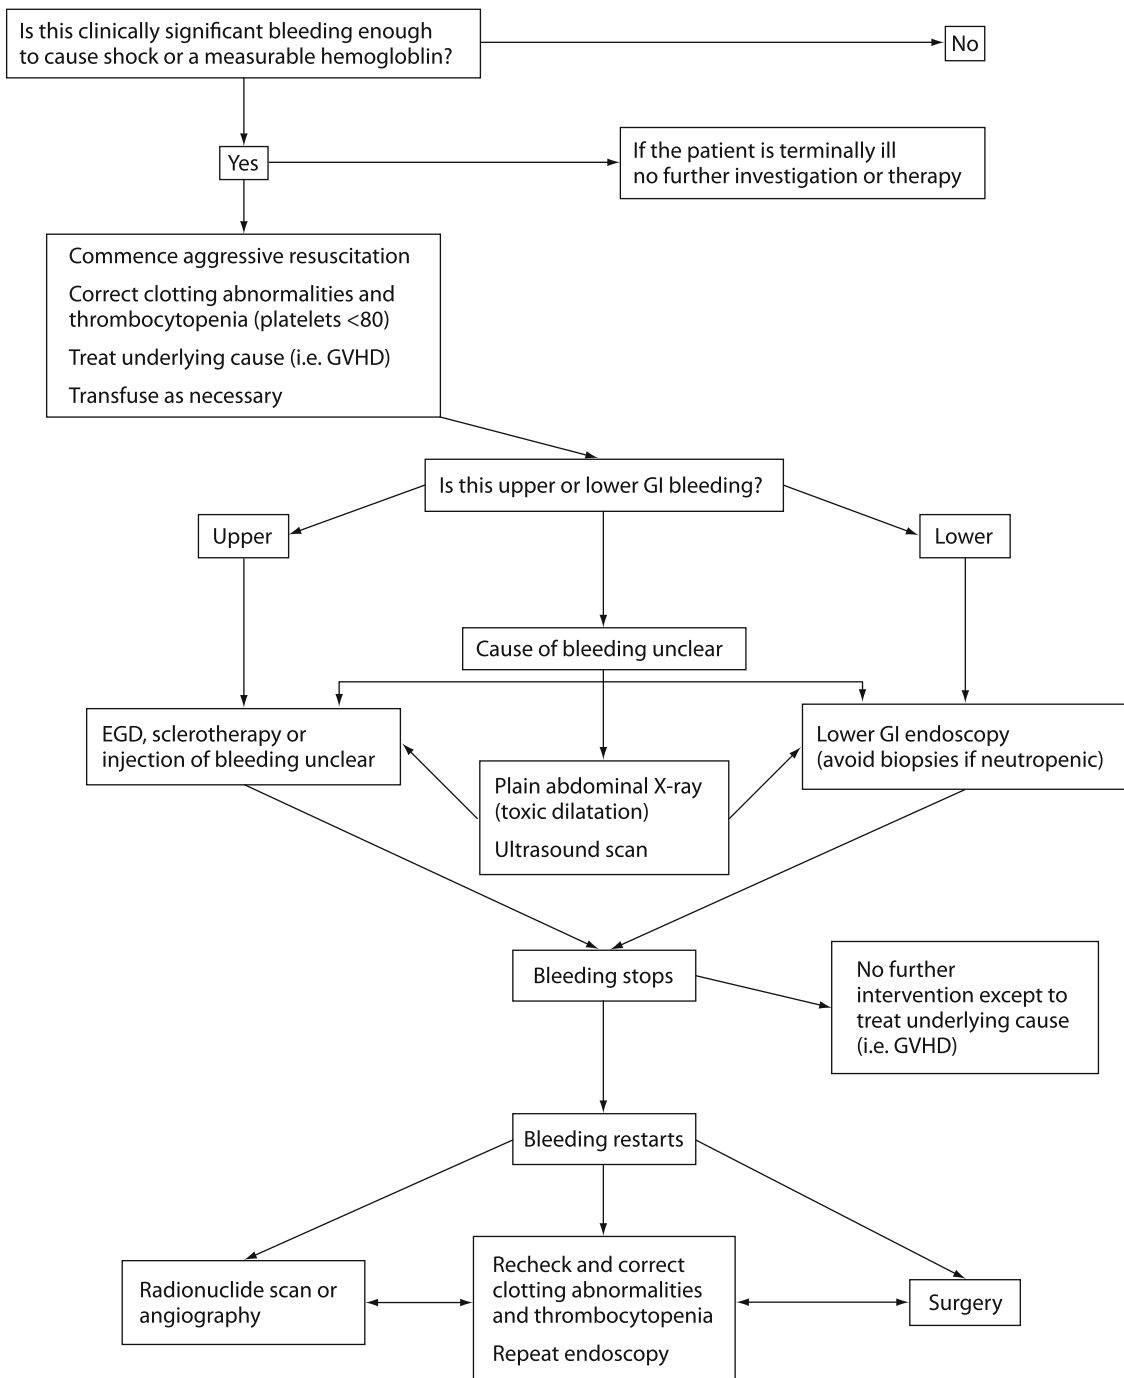 Is this clinically significant bleeding enough
to cause shock or a measurable hemogloblin?
No
Yes
If the patient is terminally ill
no further investigation or therapy
Commence aggressive resuscitation
Correct clotting abnormalities and
thrombocytopenia (platelets <80)
Treat underlying cause (i.e. GVHD)
Transfuse as necessary
Is this upper or lower GI bleeding?
Upper
Lower
Cause of bleeding unclear
EGD, sclerotherapy or
injection of bleeding unclear
Lower GI endoscopy
(avoid biopsies if neutropenic)
Plain abdominal X-ray
(toxic dilatation)
Ultrasound scan
Bleeding stops
No further
intervention except to
treat underlying cause
(i.e. GVHD)
Bleeding restarts
Radionuclide scan or
angiography
Recheck and correct
clotting abnormalities
and thrombocytopenia
Repeat endoscopy
Surgery